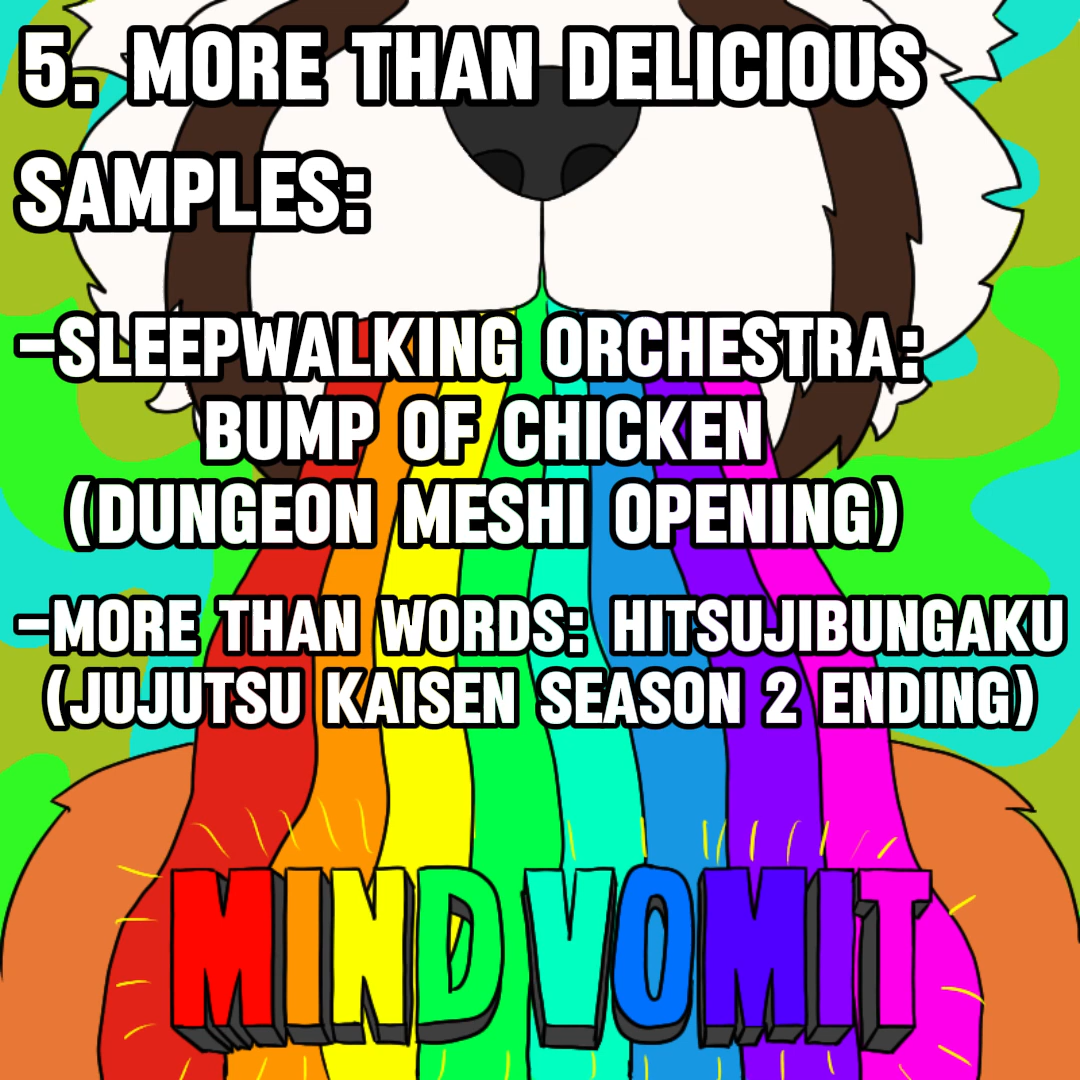 5. MORE THAN DELICIOUS
SAMPLES:
-SLEEPWALKING ORCHESTRA:
BUMP OF CHICKEN
(DUNGEON MESHI OPENING)
-MORE THAN WORDS: HITSUJIBUNGAKU
(JUJUTSU KAISEN SEASON 2 ENDING)
MIND VOMIT